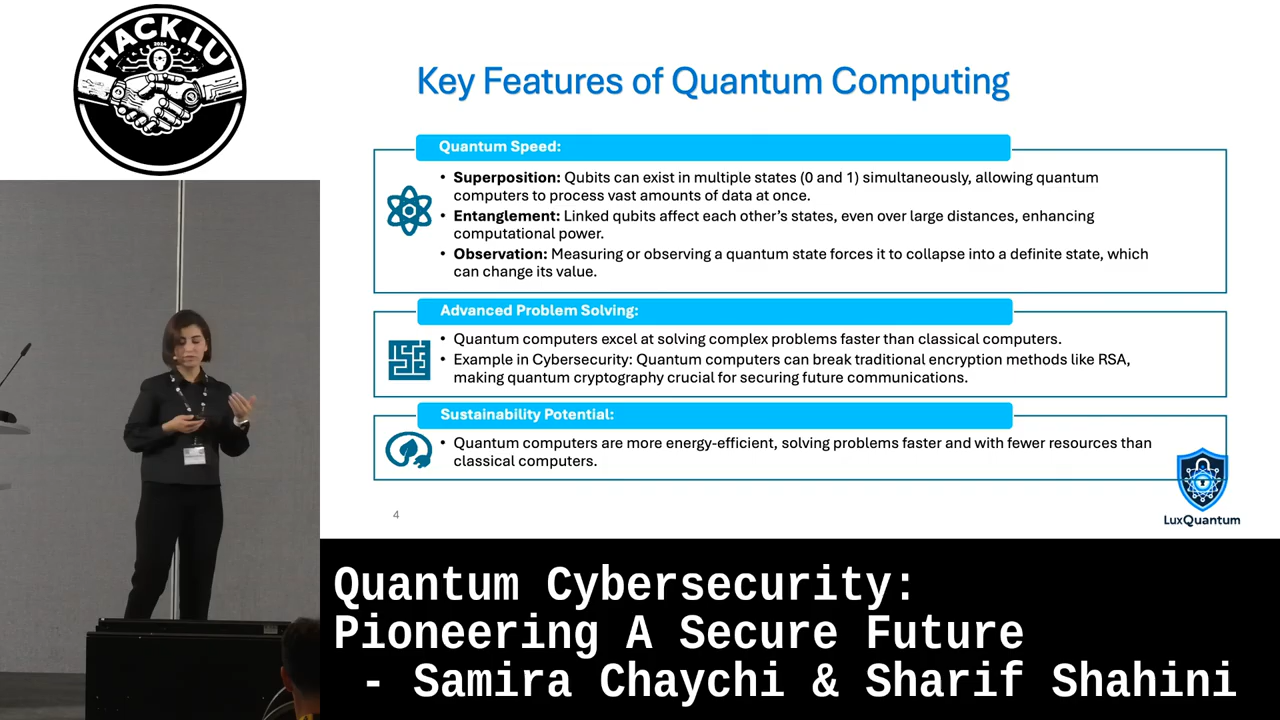 HACK.LU
2024
Key Features of Quantum Computing
Quantum Speed:
• Superposition: Qubits can exist in multiple states (0 and 1) simultaneously, allowing quantum
computers to process vast amounts of data at once.
• Entanglement: Linked qubits affect each other’s states, even over large distances, enhancing
computational power.
• Observation: Measuring or observing a quantum state forces it to collapse into a definite state, which
can change its value.
Advanced Problem Solving:
• Quantum computers excel at solving complex problems faster than classical computers.
• Example in Cybersecurity: Quantum computers can break traditional encryption methods like RSA,
making quantum cryptography crucial for securing future communications.
Sustainability Potential:
• Quantum computers are more energy-efficient, solving problems faster and with fewer resources than
classical computers.
4
LuxQuantum
Quantum Cybersecurity:
Pioneering A Secure Future
- Samira Chaychi & Sharif Shahini